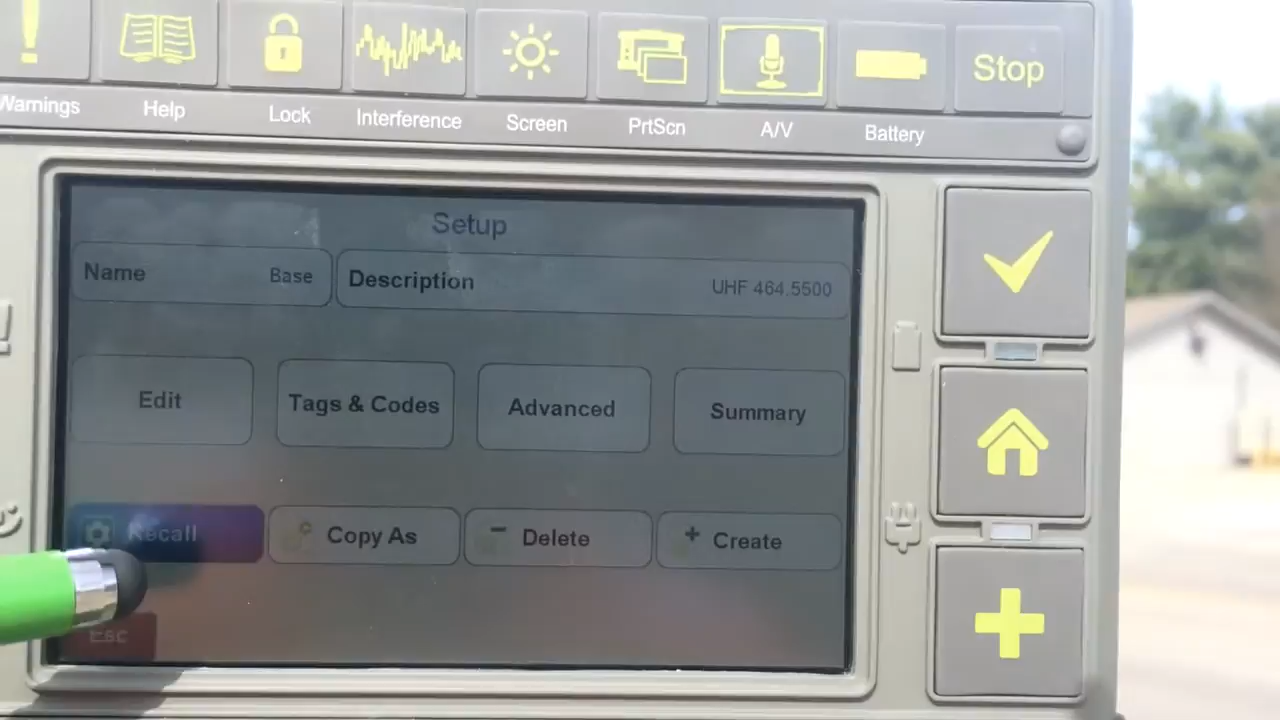 Stop
Warnings Help Lock Interference Screen PrtScn A/V Battery
Setup
Name Base Description UHF 464.5500
Edit Tags & Codes Advanced Summary
Recall Copy As Delete Create
Esc